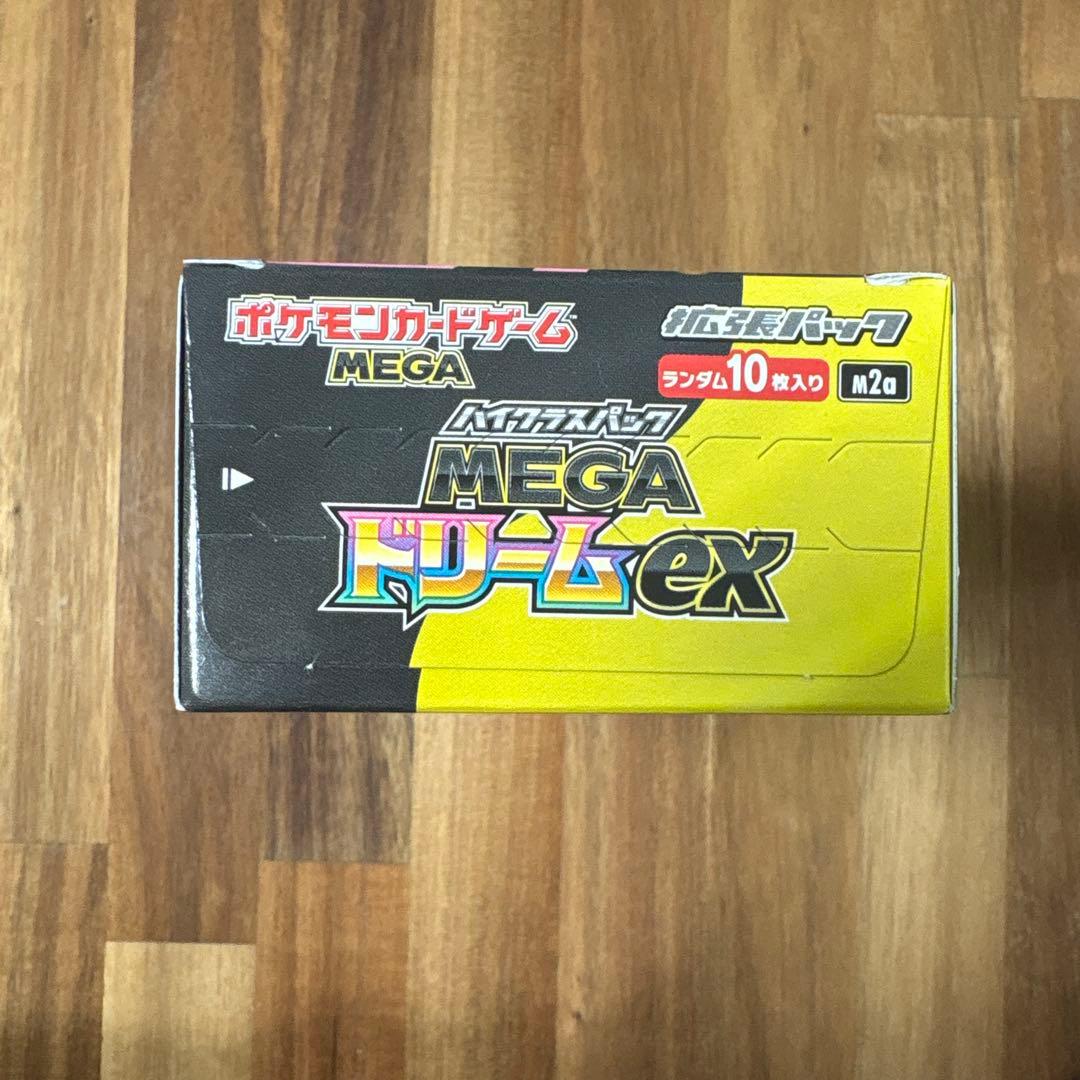 ポケモンカードゲーム
MEGA
拡張パック
ランダム10枚入り
M2a
ハイクラスパック
MEGA
ドリームex